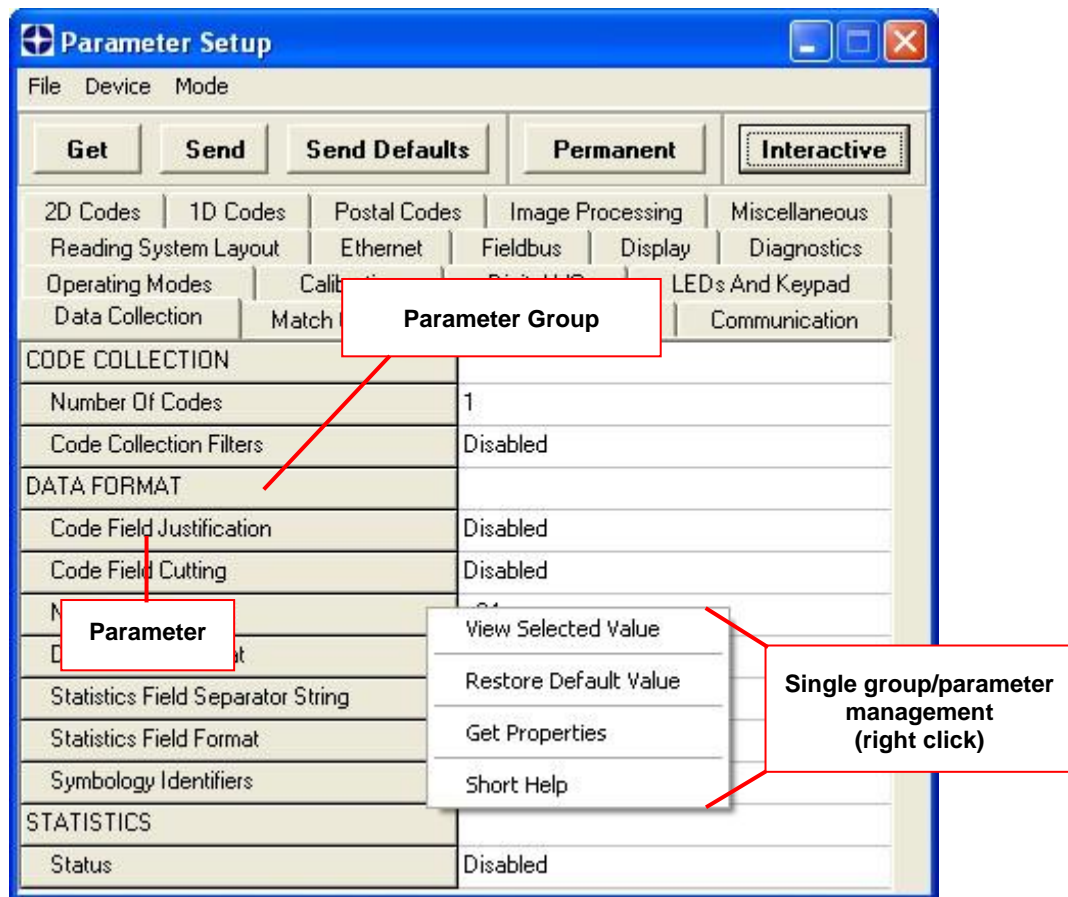 Parameter Setup
File Device Mode
Get Send Send Defaults Permanent Interactive
2D Codes 1D Codes Postal Codes Image Processing Miscellaneous
Reading System Layout Ethernet Fieldbus Display Diagnostics
Operating Modes LEDs And Keypad
Data Collection Match Communication
Parameter Group
CODE COLLECTION
Number Of Codes 1
Code Collection Filters Disabled
DATA FORMAT
Code Field Justification Disabled
Code Field Cutting Disabled
Parameter
Statistics Field Separator String
Statistics Field Format
Symbology Identifiers
View Selected Value
Restore Default Value
Get Properties
Short Help
Single group/parameter
management
(right click)
STATISTICS
Status Disabled